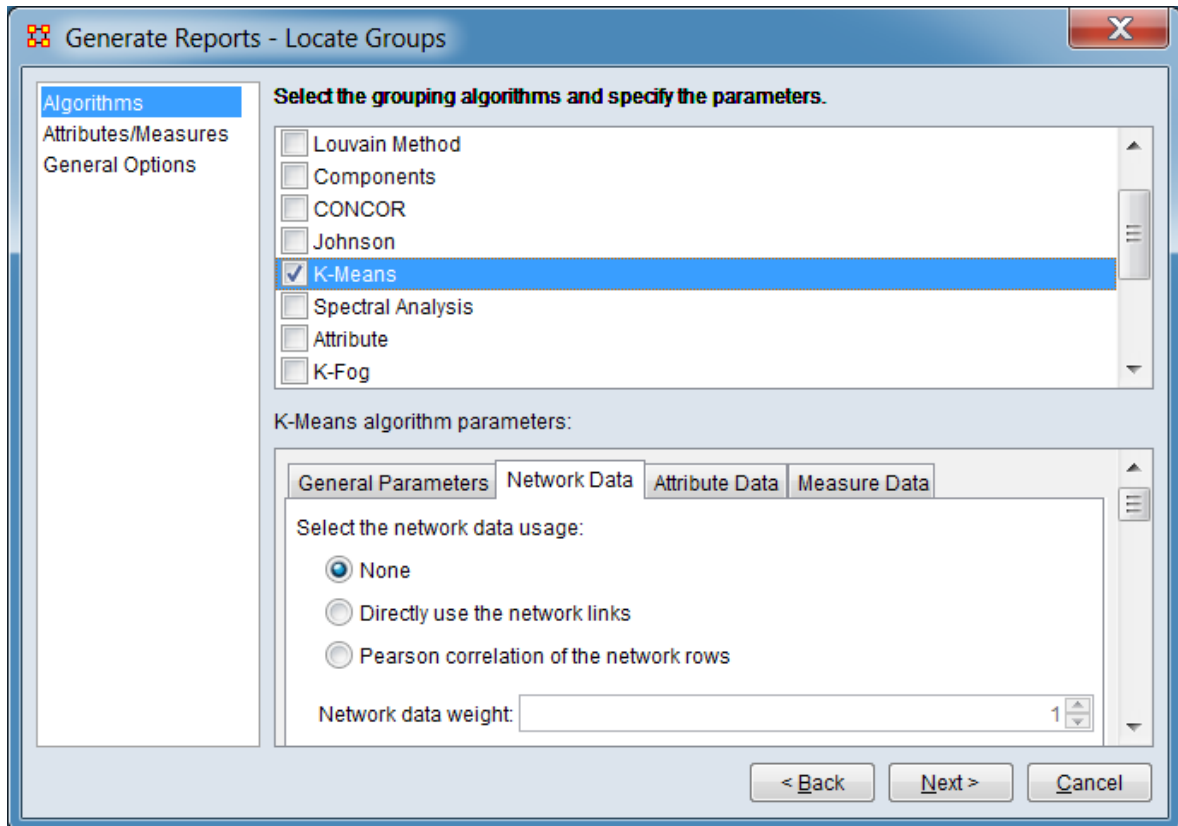 Generate Reports - Locate Groups
X
Algorithms
Attributes/Measures
General Options
Select the grouping algorithms and specify the parameters.
Louvain Method
Components
CONCOR
Johnson
K-Means
Spectral Analysis
Attribute
K-Fog
K-Means algorithm parameters:
General Parameters Network Data Attribute Data Measure Data
Select the network data usage:
None
Directly use the network links
Pearson correlation of the network rows
Network data weight: 1
< Back Next > Cancel